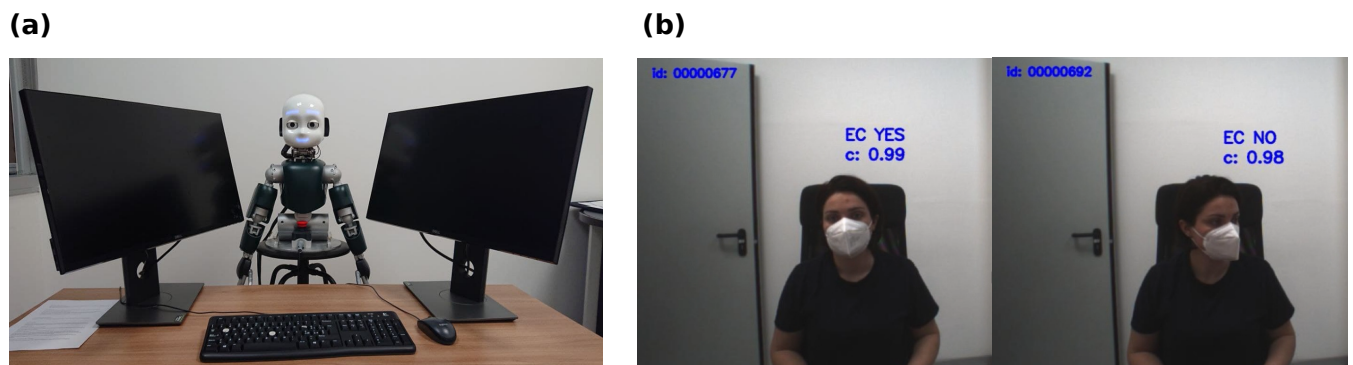 (a)
(b)
id: 00000677
EC YES
c: 0.99
id: 00000692
EC NO
c: 0.98